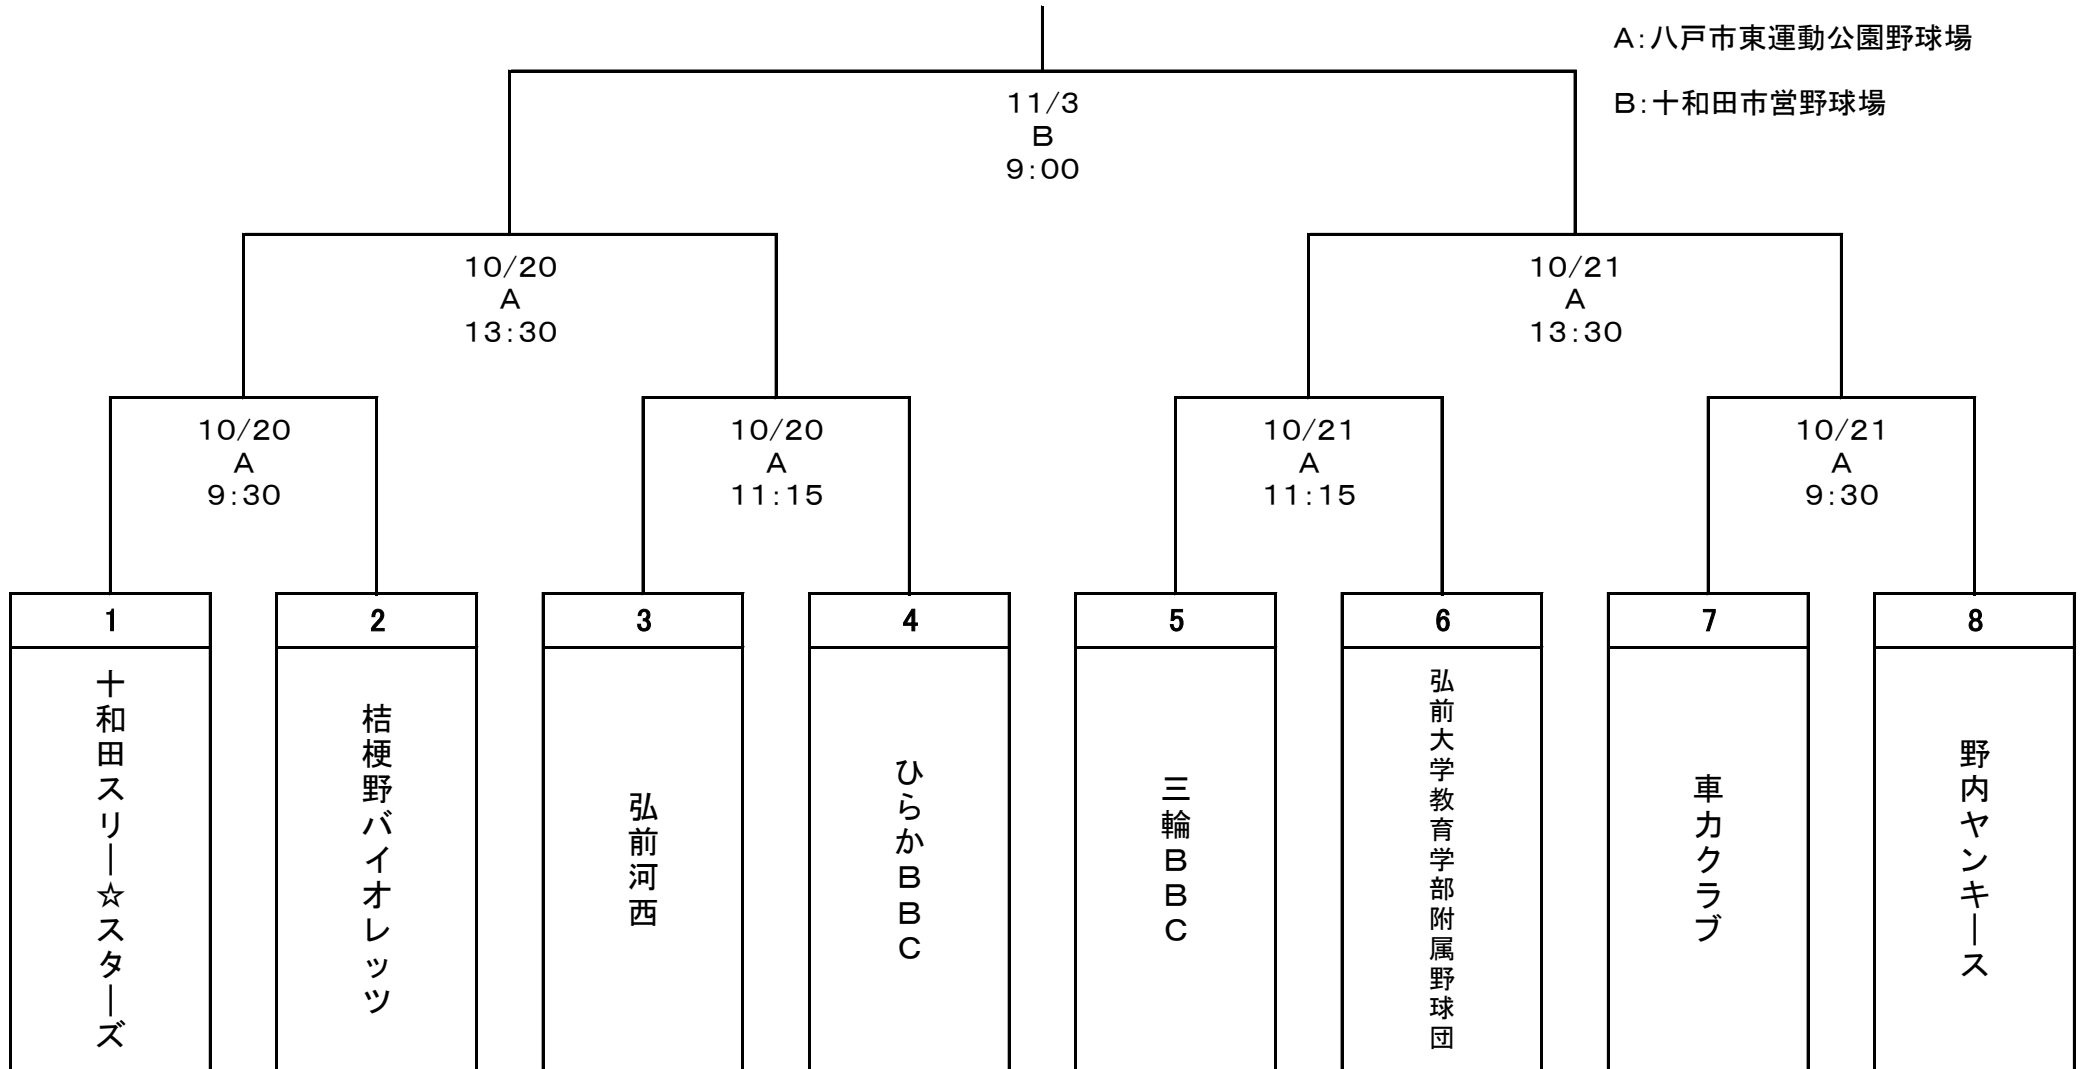 A:八戸市東運動公園野球場
B:十和田市営野球場
11/3
B
9:00
10/20
A
13:30
10/21
A
13:30
10/20
A
9:30
10/20
A
11:15
10/21
A
11:15
10/21
A
9:30
1
2
3
4
5
6
7
8
十和田スリー☆スターズ
桔梗野バイオレッツ
弘前河西
ひらかBBC
三輪BBC
弘前大学教育学部附属野球団
車力クラブ
野内ヤンキース